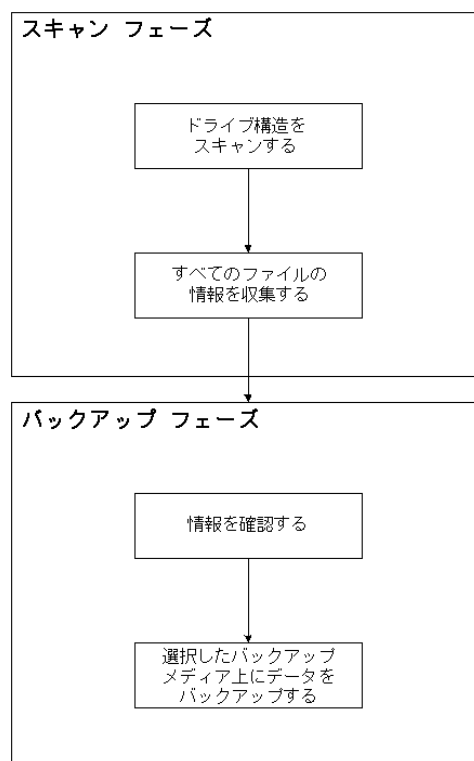 スキャン フェーズ
ドライブ構造を
スキャンする
すべてのファイルの
情報を収集する
バックアップ フェーズ
情報を確認する
選択したバックアップ
メディア上にデータを
バックアップする